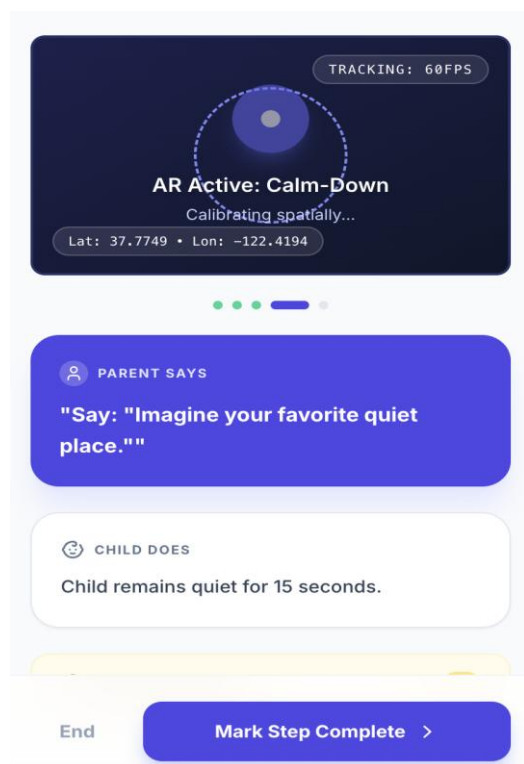 TRACKING: 60FPS
AR Active: Calm-Down
Calibrating spatially...
Lat: 37.7749 • Lon: −122.4194
PARENT SAYS
"Say: "Imagine your favorite quiet
place.""
CHILD DOES
Child remains quiet for 15 seconds.
End
Mark Step Complete